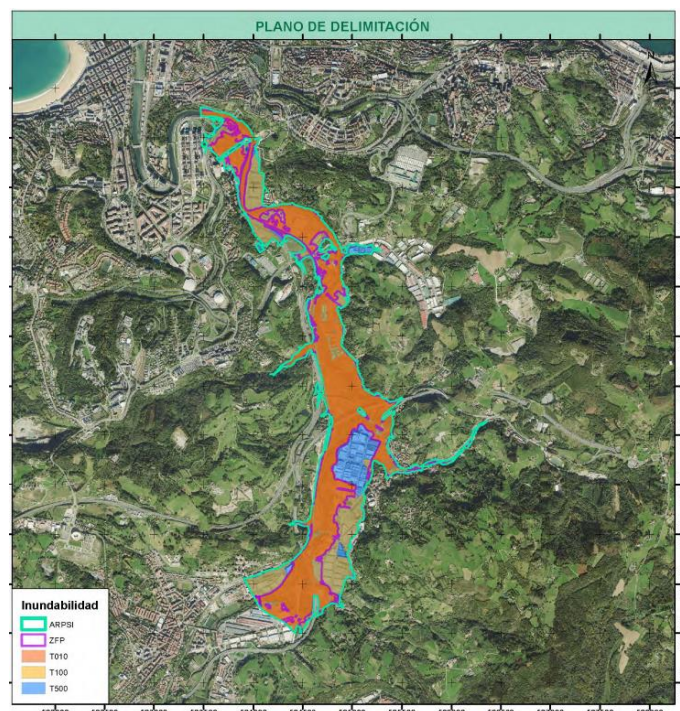 PLANO DE DELIMITACIÓN
Inundabilidad
ARPSI
ZFP
T010
T100
T500